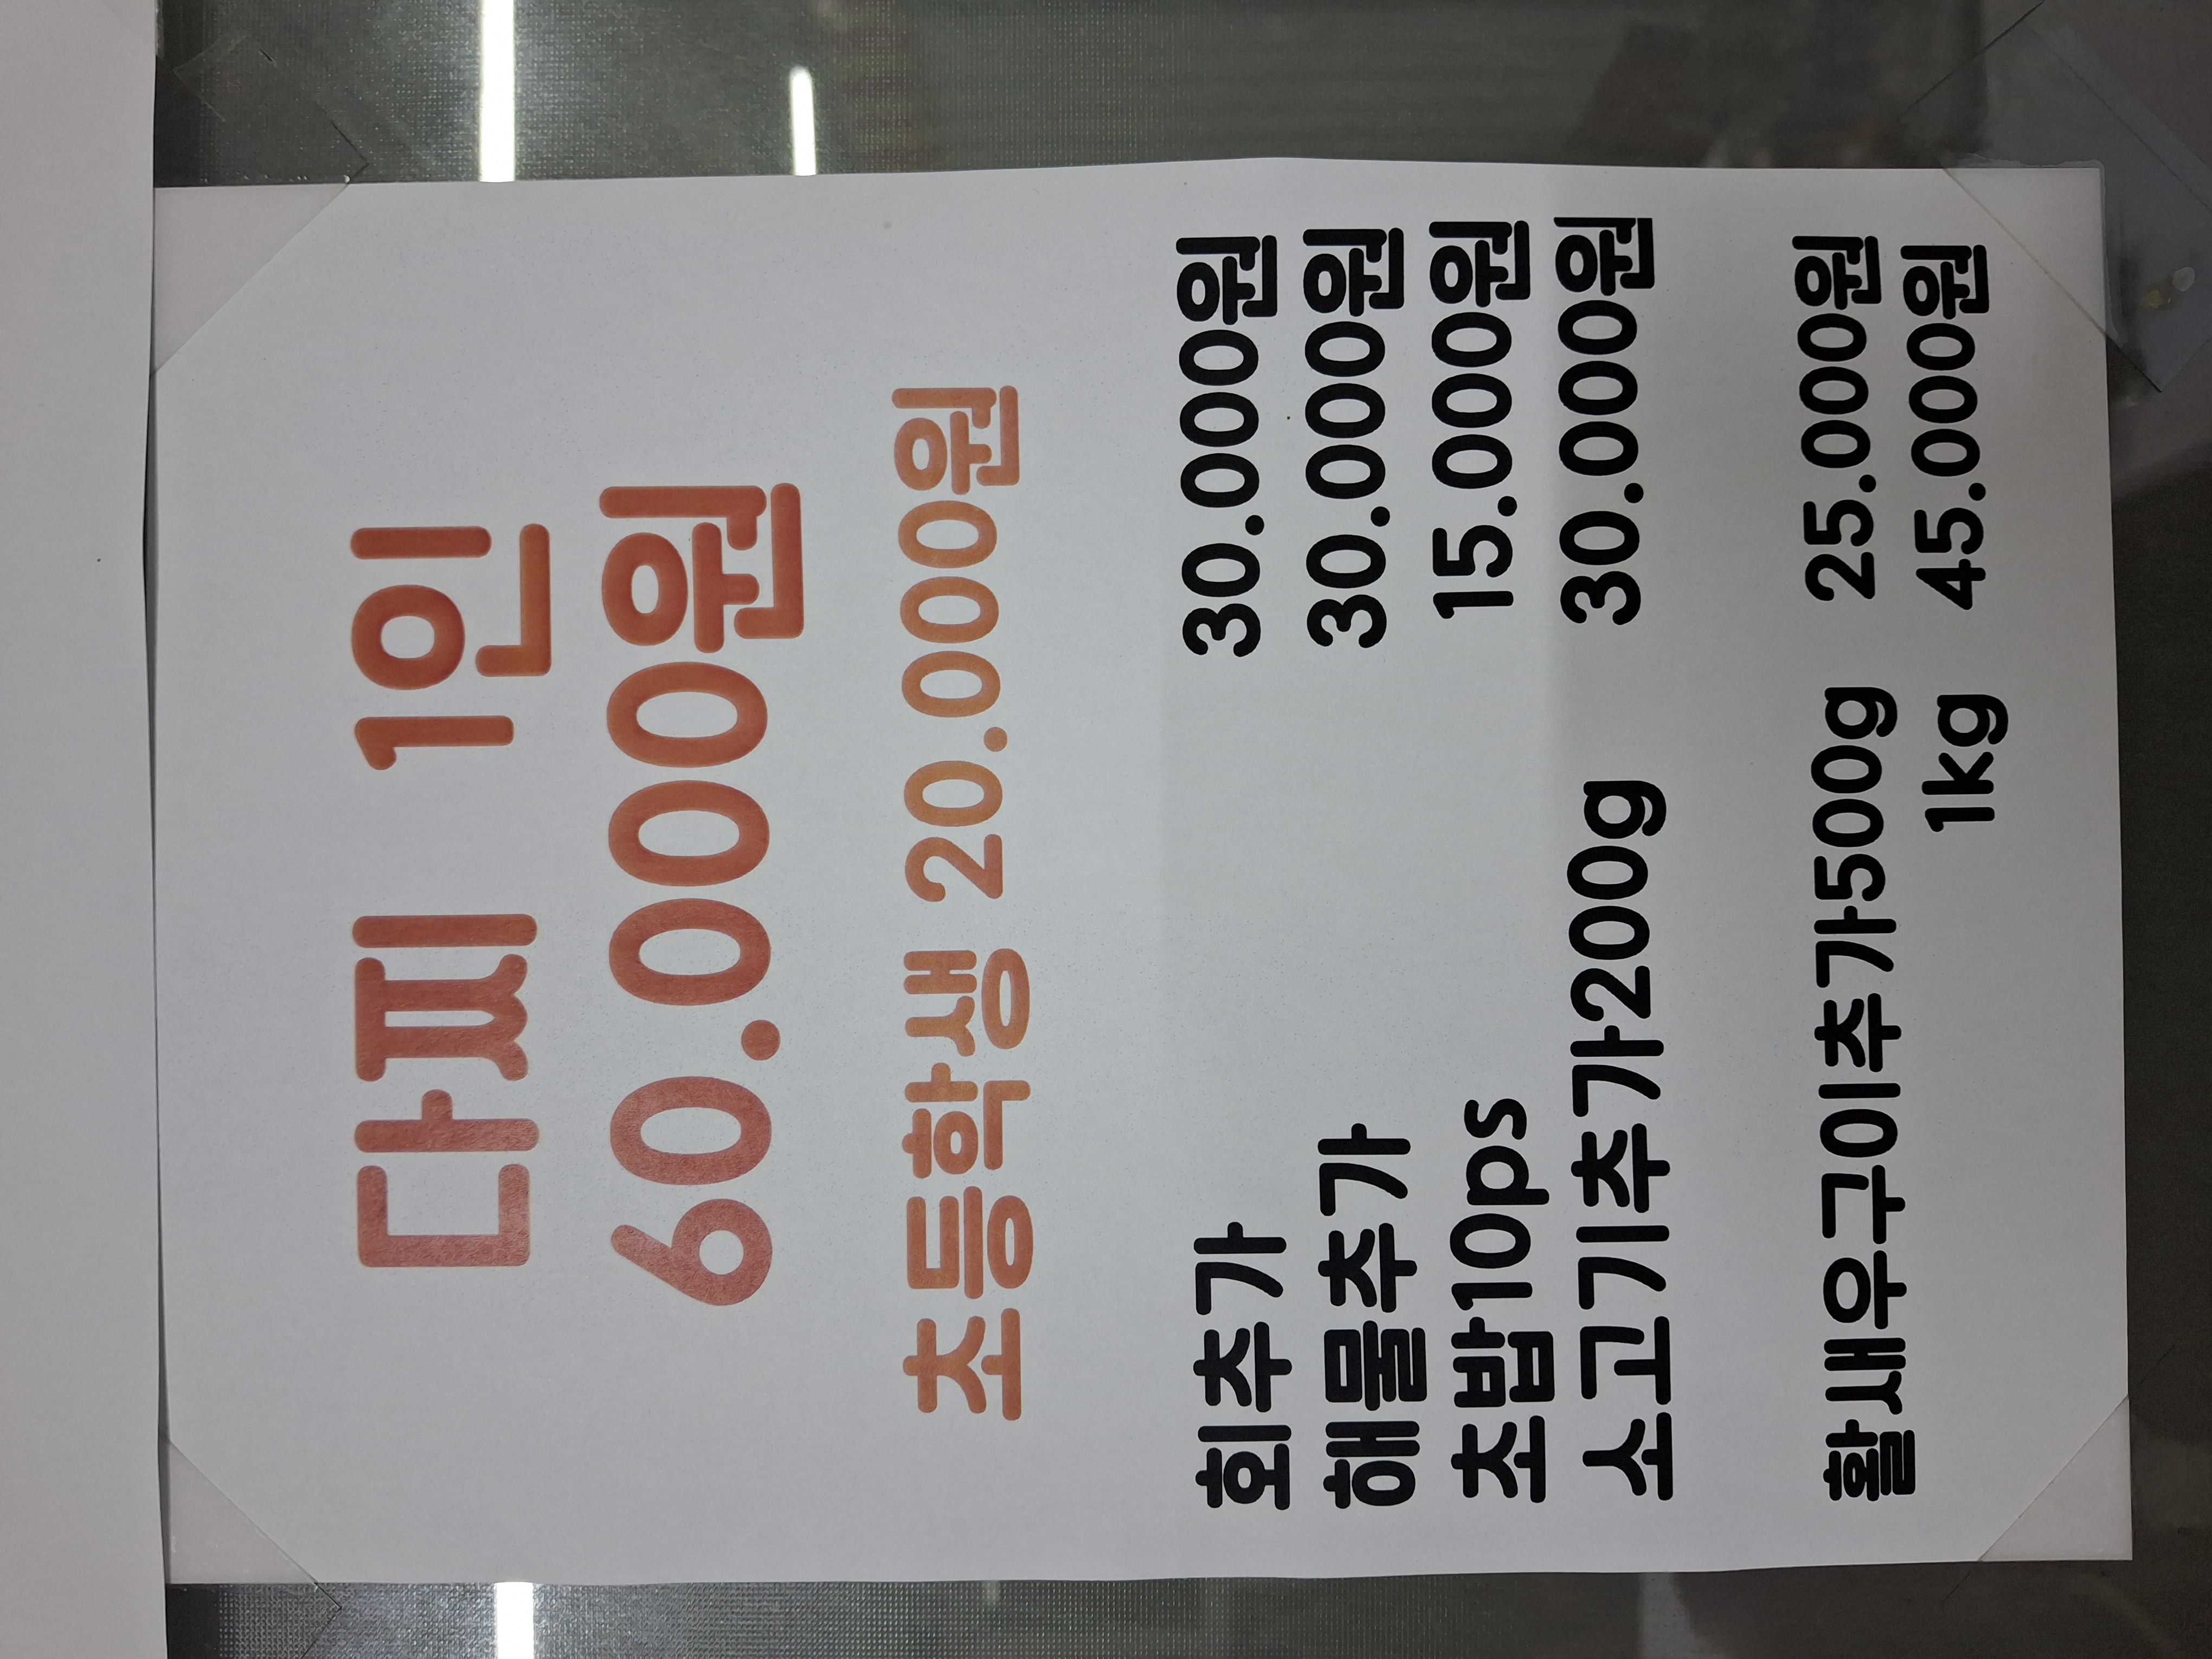 다찌 1인
60.000원
초등학생 20.000원
회추가 30.000원
해물추가 30.000원
초밥10ps 15.000원
소고기추가200g 30.000원
활새우구이추가500g 25.000원
1kg 45.000원